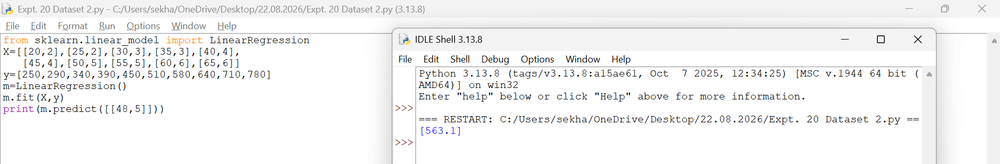 Expt. 20 Dataset 2.py - C:/Users/sekha/OneDrive/Desktop/22.08.2026/Expt. 20 Dataset 2.py (3.13.8)
File Edit Format Run Options Window Help
from sklearn.linear_model import LinearRegression
X=[[20,2],[25,2],[30,3],[35,3],[40,4],
   [45,4],[50,5],[55,5],[60,6],[65,6]]
y=[250,290,340,390,450,510,580,640,710,780]
m=LinearRegression()
m.fit(X,y)
print(m.predict([[48,5]]))
IDLE Shell 3.13.8
File Edit Shell Debug Options Window Help
Python 3.13.8 (tags/v3.13.8:a15ae61, Oct  7 2025, 12:34:25) [MSC v.1944 64 bit (
AMD64)] on win32
Enter "help" below or click "Help" above for more information.
>>>
=== RESTART: C:/Users/sekha/OneDrive/Desktop/22.08.2026/Expt. 20 Dataset 2.py ==
[563.1]
>>>